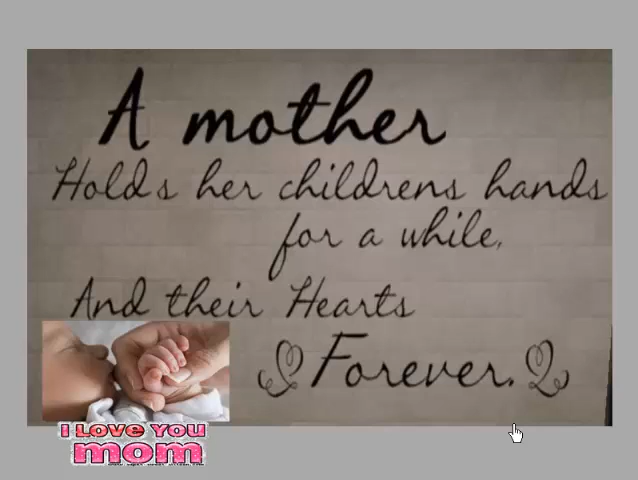 A mother
Holds her childrens hands
for a while,
And their Hearts
Forever.
I LOVE YOU
mom